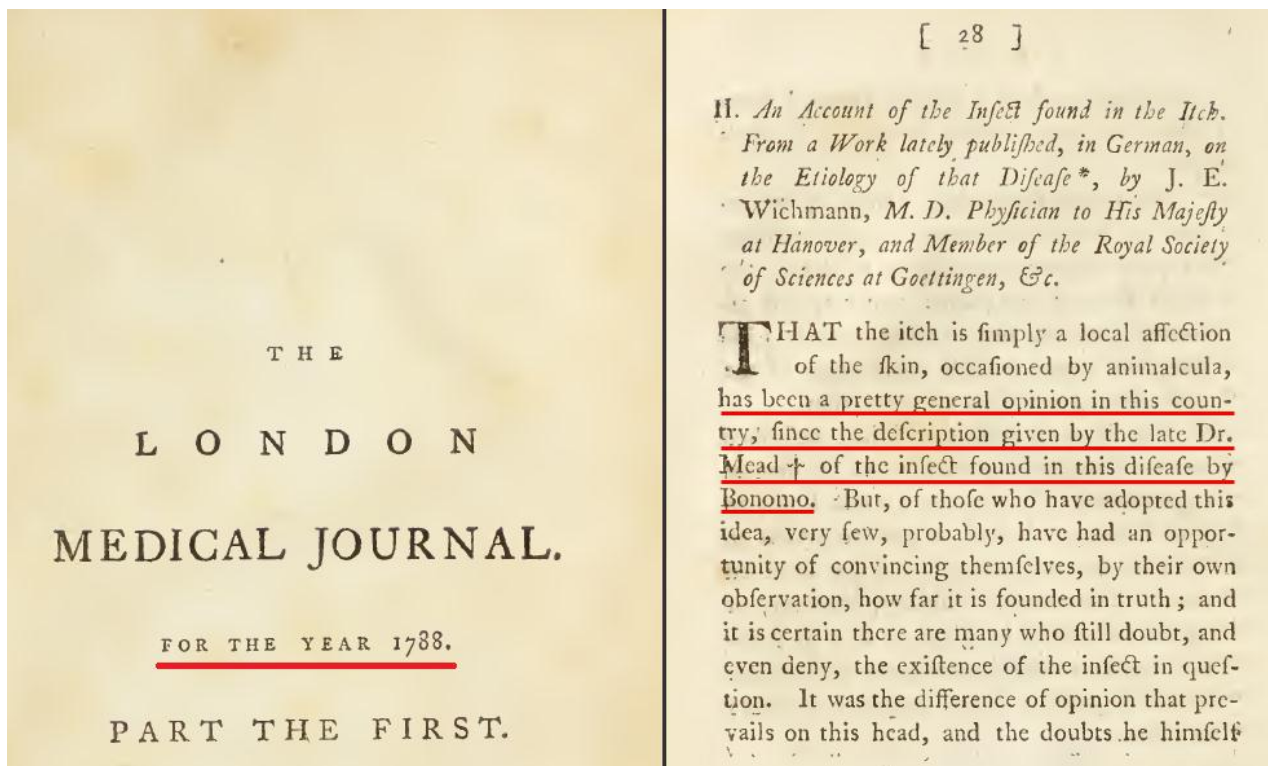 THE
LONDON
MEDICAL JOURNAL.
FOR THE YEAR 1788.
PART THE FIRST.
[ 28 ]
II. An Account of the Inſect found in the Itch.
From a Work lately publiſhed, in German, on
the Etiology of that Diſeaſe *, by J. E.
Wichmann, M. D. Phyſician to His Majeſty
at Hanover, and Member of the Royal Society
of Sciences at Goettingen, &c.
THAT the itch is ſimply a local affection
of the ſkin, occaſioned by animalcula,
has been a pretty general opinion in this coun-
try, ſince the deſcription given by the late Dr.
Mead † of the inſect found in this diſeaſe by
Bonomo. But, of thoſe who have adopted this
idea, very few, probably, have had an oppor-
tunity of convincing themſelves, by their own
obſervation, how far it is founded in truth ; and
it is certain there are many who ſtill doubt, and
even deny, the exiſtence of the inſect in queſ-
tion. It was the difference of opinion that pre-
vails on this head, and the doubts he himſelf